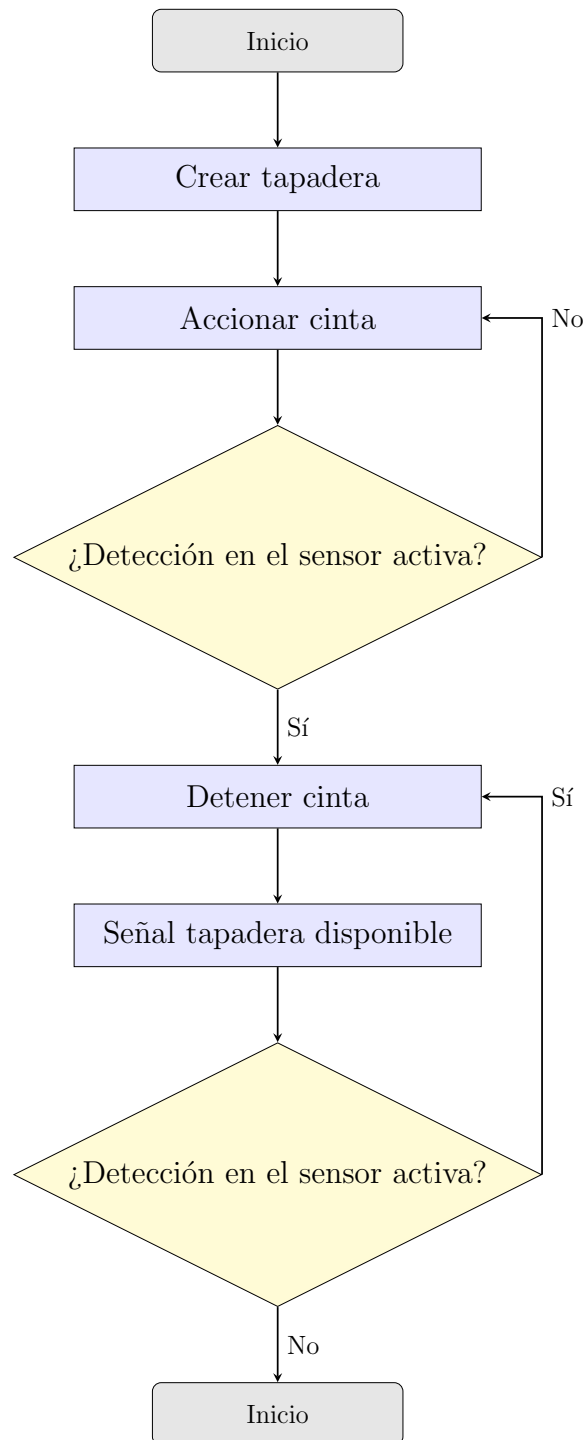 Inicio
Crear tapadera
Accionar cinta
No
¿Detección en el sensor activa?
Sí
Detener cinta
Sí
Señal tapadera disponible
¿Detección en el sensor activa?
No
Inicio